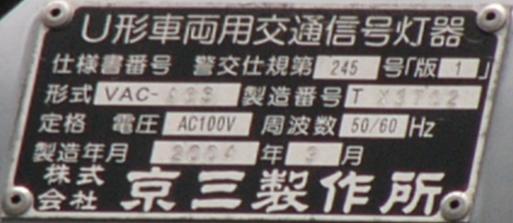 U形車両用交通信号灯器
仕様書番号 警交仕規第 245 号「版 1 」
形式 VAC- 製造番号 T
定格 電圧 AC100V 周波数 50/60 Hz
製造年月 2004 年 月
株式会社 京三製作所